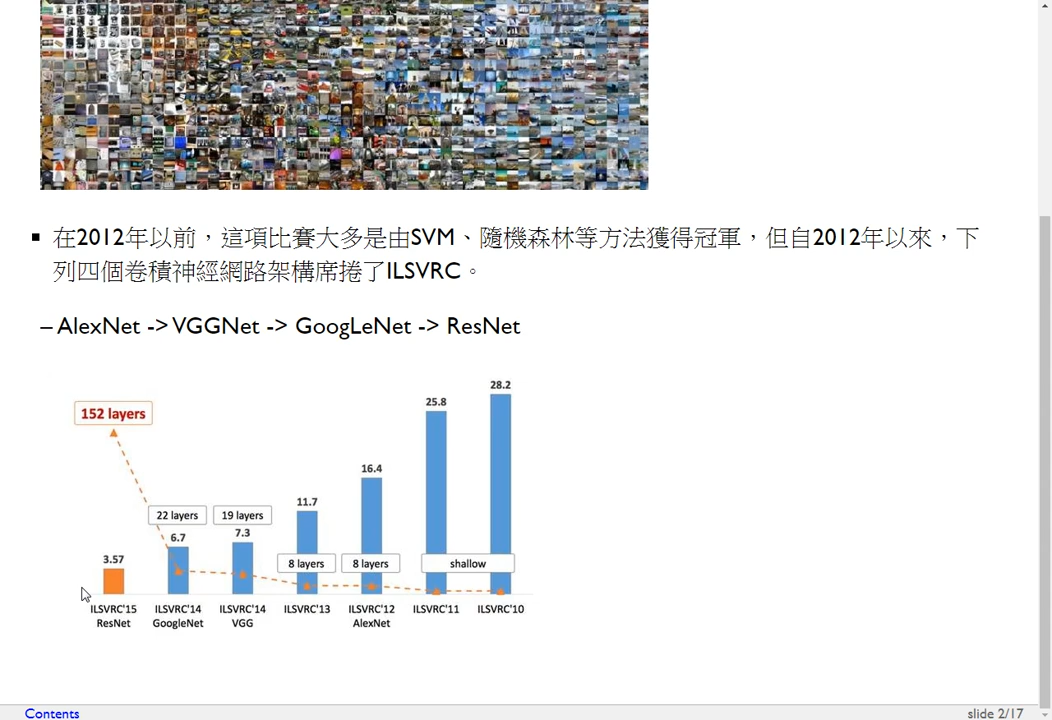 ▪ 在2012年以前，這項比賽大多是由SVM、隨機森林等方法獲得冠軍，但自2012年以來，下
列四個卷積神經網路架構席捲了ILSVRC。
– AlexNet -> VGGNet -> GoogLeNet -> ResNet
28.2
25.8
152 layers
16.4
11.7
22 layers 19 layers
6.7 7.3
3.57 8 layers 8 layers shallow
ILSVRC'15 ILSVRC'14 ILSVRC'14 ILSVRC'13 ILSVRC'12 ILSVRC'11 ILSVRC'10
ResNet GoogleNet VGG AlexNet
Contents slide 2/17